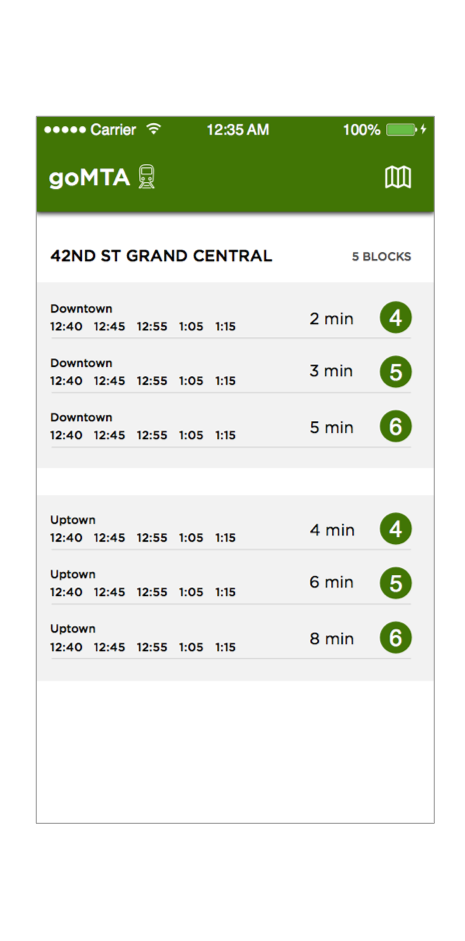 Carrier 12:35 AM 100%
goMTA
42ND ST GRAND CENTRAL 5 BLOCKS
Downtown
12:40 12:45 12:55 1:05 1:15 2 min 4
Downtown
12:40 12:45 12:55 1:05 1:15 3 min 5
Downtown
12:40 12:45 12:55 1:05 1:15 5 min 6
Uptown
12:40 12:45 12:55 1:05 1:15 4 min 4
Uptown
12:40 12:45 12:55 1:05 1:15 6 min 5
Uptown
12:40 12:45 12:55 1:05 1:15 8 min 6